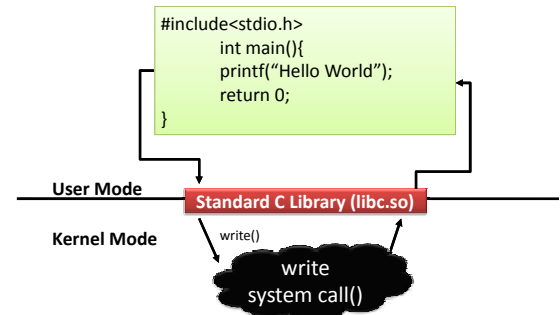 #include<stdio.h>
int main(){
printf(“Hello World”);
return 0;
}
User Mode
Standard C Library (libc.so)
Kernel Mode
write()
write
system call()